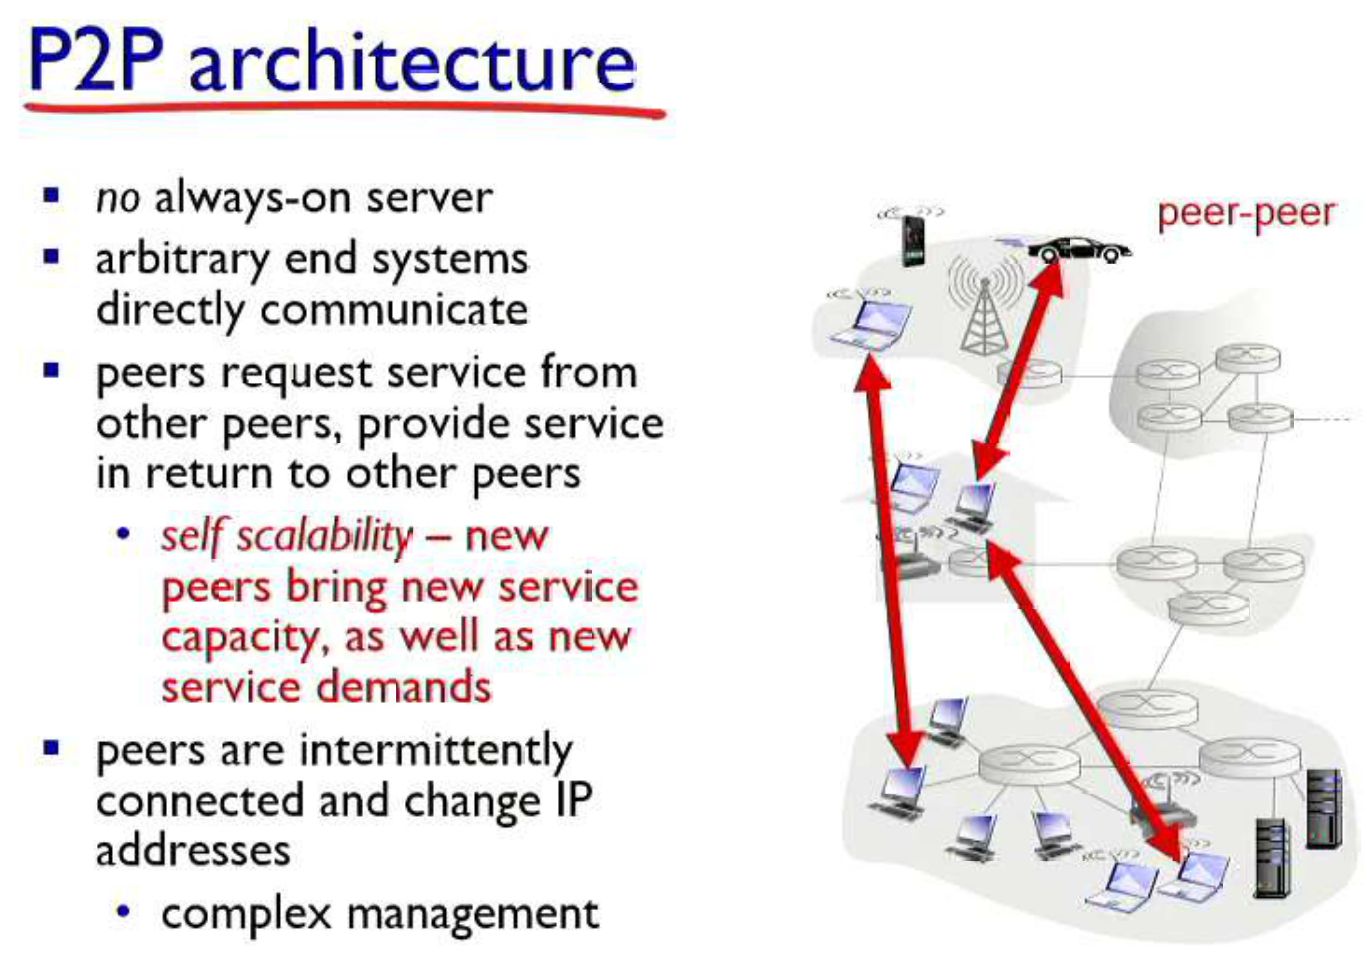 P2P architecture
no always-on server
arbitrary end systems
directly communicate
peers request service from
other peers, provide service
in return to other peers
self scalability – new
peers bring new service
capacity, as well as new
service demands
peers are intermittently
connected and change IP
addresses
complex management
peer-peer